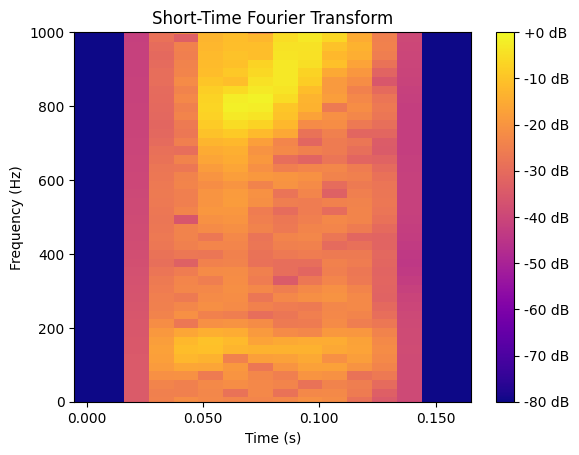 Short-Time Fourier Transform
Frequency (Hz)
1000
800
600
400
200
0
0.000
0.050
0.100
0.150
Time (s)
+0 dB
-10 dB
-20 dB
-30 dB
-40 dB
-50 dB
-60 dB
-70 dB
-80 dB